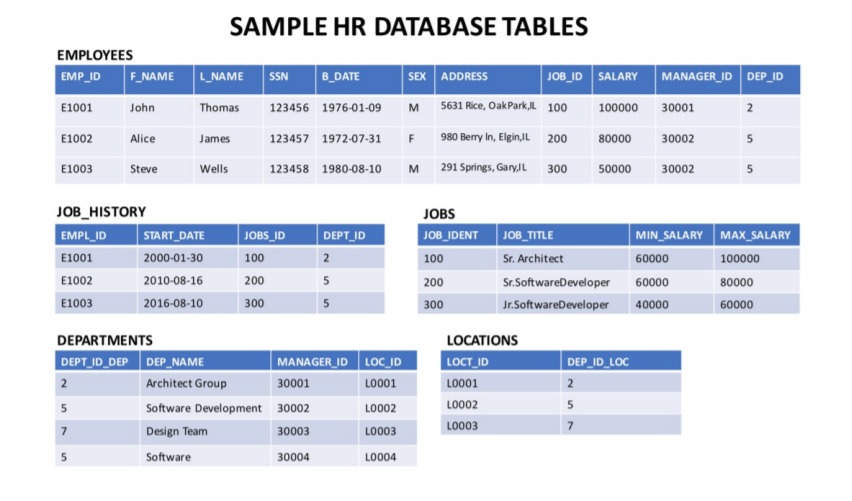 SAMPLE HR DATABASE TABLES
EMPLOYEES
EMP_ID F_NAME L_NAME SSN B_DATE SEX ADDRESS JOB_ID SALARY MANAGER_ID DEP_ID
E1001 John Thomas 123456 1976-01-09 M 5631 Rice, OakPark,IL 100 100000 30001 2
E1002 Alice James 123457 1972-07-31 F 980 Berry ln, Elgin,IL 200 80000 30002 5
E1003 Steve Wells 123458 1980-08-10 M 291 Springs, Gary,IL 300 50000 30002 5
JOB_HISTORY
EMPL_ID START_DATE JOBS_ID DEPT_ID
E1001 2000-01-30 100 2
E1002 2010-08-16 200 5
E1003 2016-08-10 300 5
JOBS
JOB_IDENT JOB_TITLE MIN_SALARY MAX_SALARY
100 Sr. Architect 60000 100000
200 Sr.SoftwareDeveloper 60000 80000
300 Jr.SoftwareDeveloper 40000 60000
DEPARTMENTS
DEPT_ID_DEP DEP_NAME MANAGER_ID LOC_ID
2 Architect Group 30001 L0001
5 Software Development 30002 L0002
7 Design Team 30003 L0003
5 Software 30004 L0004
LOCATIONS
LOCT_ID DEP_ID_LOC
L0001 2
L0002 5
L0003 7